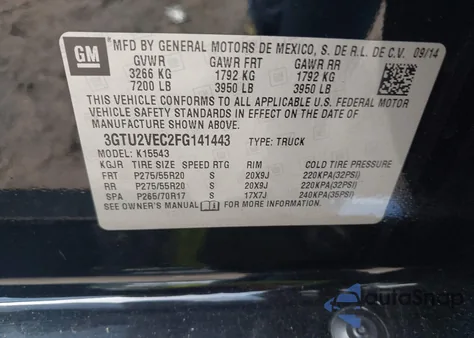 GM
MFD BY GENERAL MOTORS DE MEXICO, S. DE R.L. DE C.V. 09/14
GVWR GAWR FRT GAWR RR
3266 KG 1792 KG 1792 KG
7200 LB 3950 LB 3950 LB
THIS VEHICLE CONFORMS TO ALL APPLICABLE U.S. FEDERAL MOTOR
VEHICLE SAFETY STANDARDS IN EFFECT ON THE DATE OF
MANUFACTURE SHOWN ABOVE.
3GTU2VEC2FG141443 TYPE: TRUCK
MODEL: K15543
KGJR TIRE SIZE SPEED RTG RIM COLD TIRE PRESSURE
FRT P275/55R20 S 20X9J 220KPA(32PSI)
RR P275/55R20 S 20X9J 220KPA(32PSI)
SPA P265/70R17 S 17X7J 240KPA(35PSI)
SEE OWNER'S MANUAL FOR ADDITIONAL INFORMATION.
AutoSnap